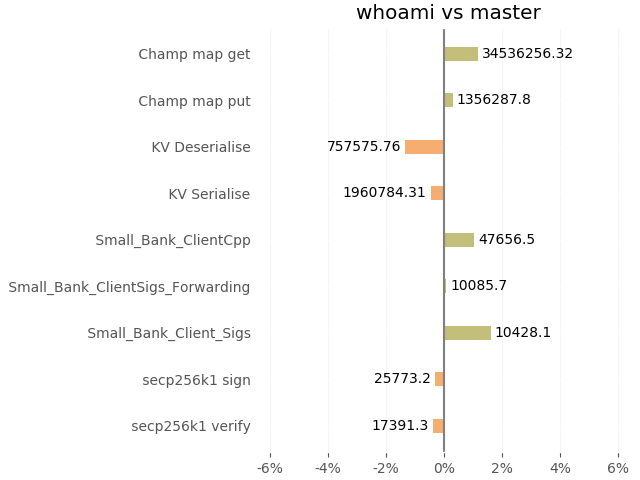 whoami vs master
Champ map get 34536256.32
Champ map put 1356287.8
KV Deserialise 757575.76
KV Serialise 1960784.31
Small_Bank_ClientCpp 47656.5
Small_Bank_ClientSigs_Forwarding 10085.7
Small_Bank_Client_Sigs 10428.1
secp256k1 sign 25773.2
secp256k1 verify 17391.3
-6% -4% -2% 0% 2% 4% 6%